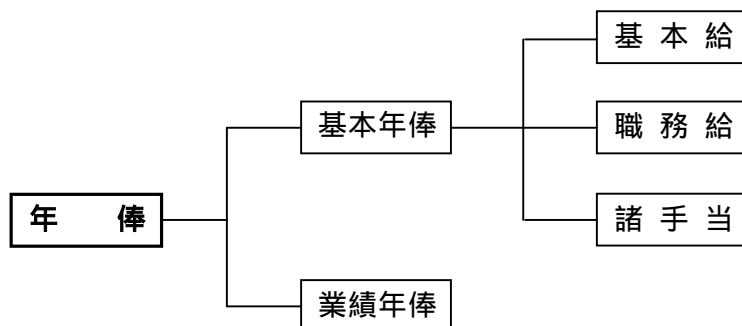 基本給
基本年俸
職務給
年俸
諸手当
業績年俸